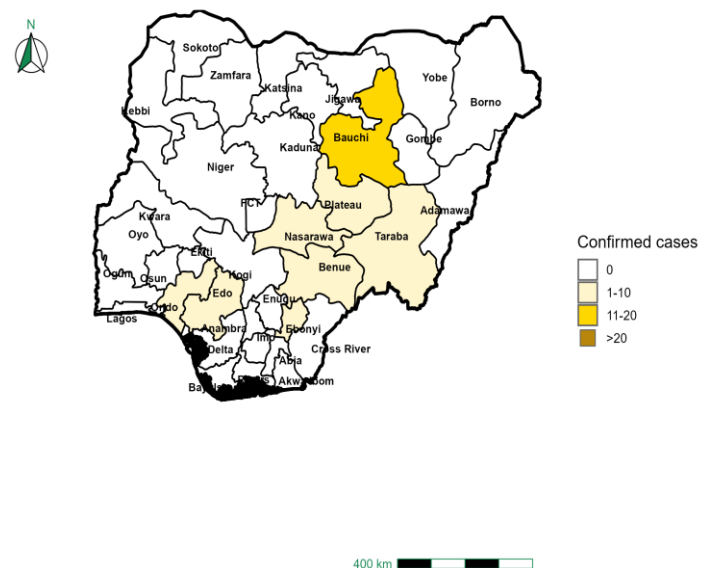 N
Sokoto
Yobe
Zamfara
Katsina
Jigawa
Borno
Kebbi
Kano
Bauchi
Gombe
Kaduna
Niger
FCT
Plateau
Adamawa
Kwara
Oyo
Nasarawa
Taraba
Ekiti
Benue
Ogun
Osun
Kogi
Edo
Enugu
Ondo
Lagos
Anambra
Ebonyi
Imo
Delta
Cross River
Abia
Akwa Ibom
Confirmed cases
0
1-10
11-20
>20
400 km